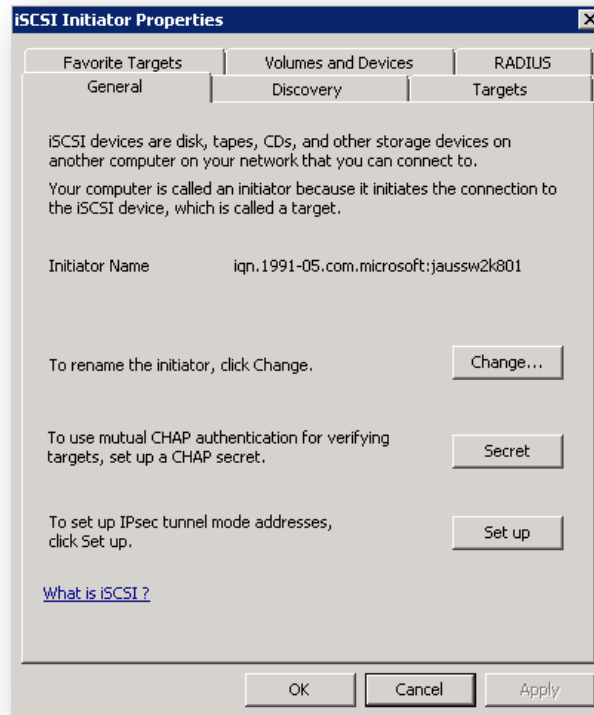 iSCSI Initiator Properties
Favorite Targets Volumes and Devices RADIUS
General Discovery Targets
iSCSI devices are disk, tapes, CDs, and other storage devices on
another computer on your network that you can connect to.
Your computer is called an initiator because it initiates the connection to
the iSCSI device, which is called a target.
Initiator Name iqn.1991-05.com.microsoft:jaussw2k801
To rename the initiator, click Change. Change...
To use mutual CHAP authentication for verifying
targets, set up a CHAP secret. Secret
To set up IPsec tunnel mode addresses,
click Set up. Set up
What is iSCSI ?
OK Cancel Apply